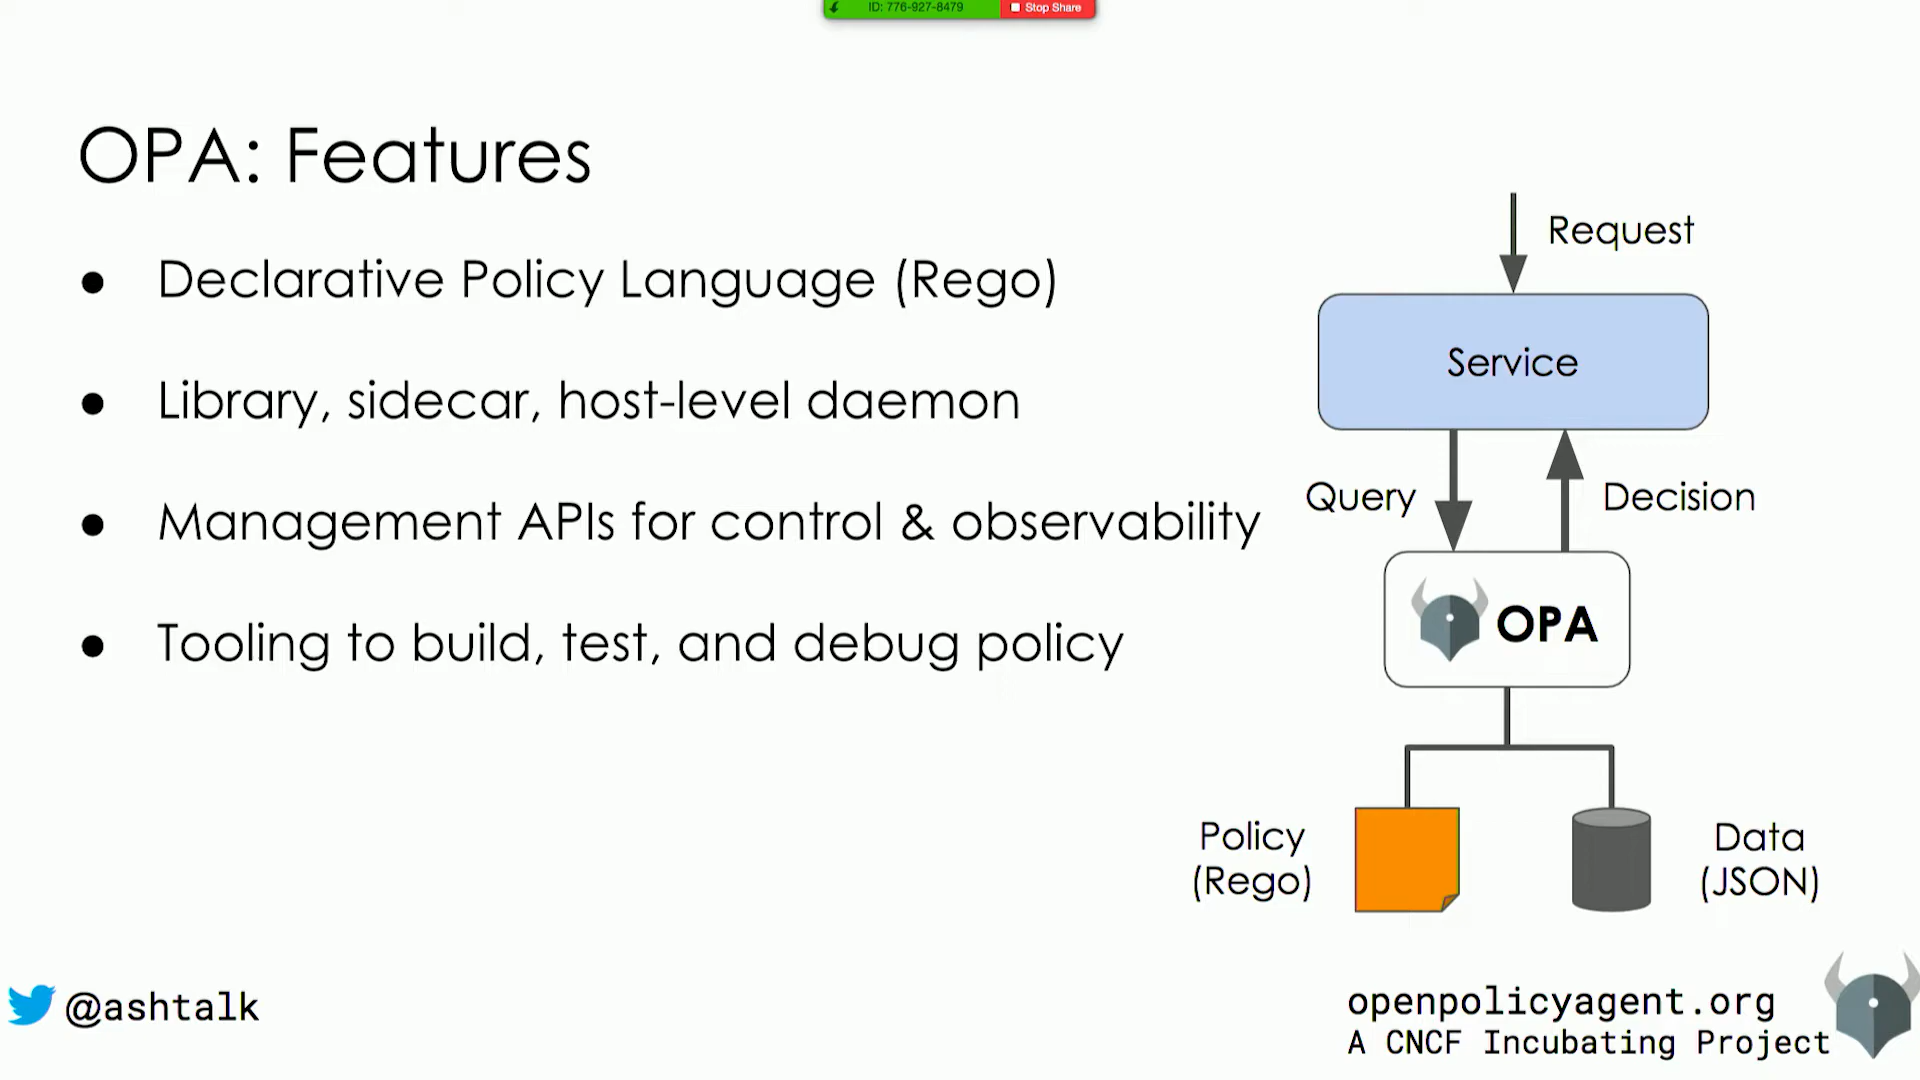 ID: 776-927-8479 Stop Share
OPA: Features
● Declarative Policy Language (Rego)
● Library, sidecar, host-level daemon
● Management APIs for control & observability
● Tooling to build, test, and debug policy
Request
Service
Query
Decision
OPA
Policy
(Rego)
Data
(JSON)
@ashtalk
openpolicyagent.org
A CNCF Incubating Project